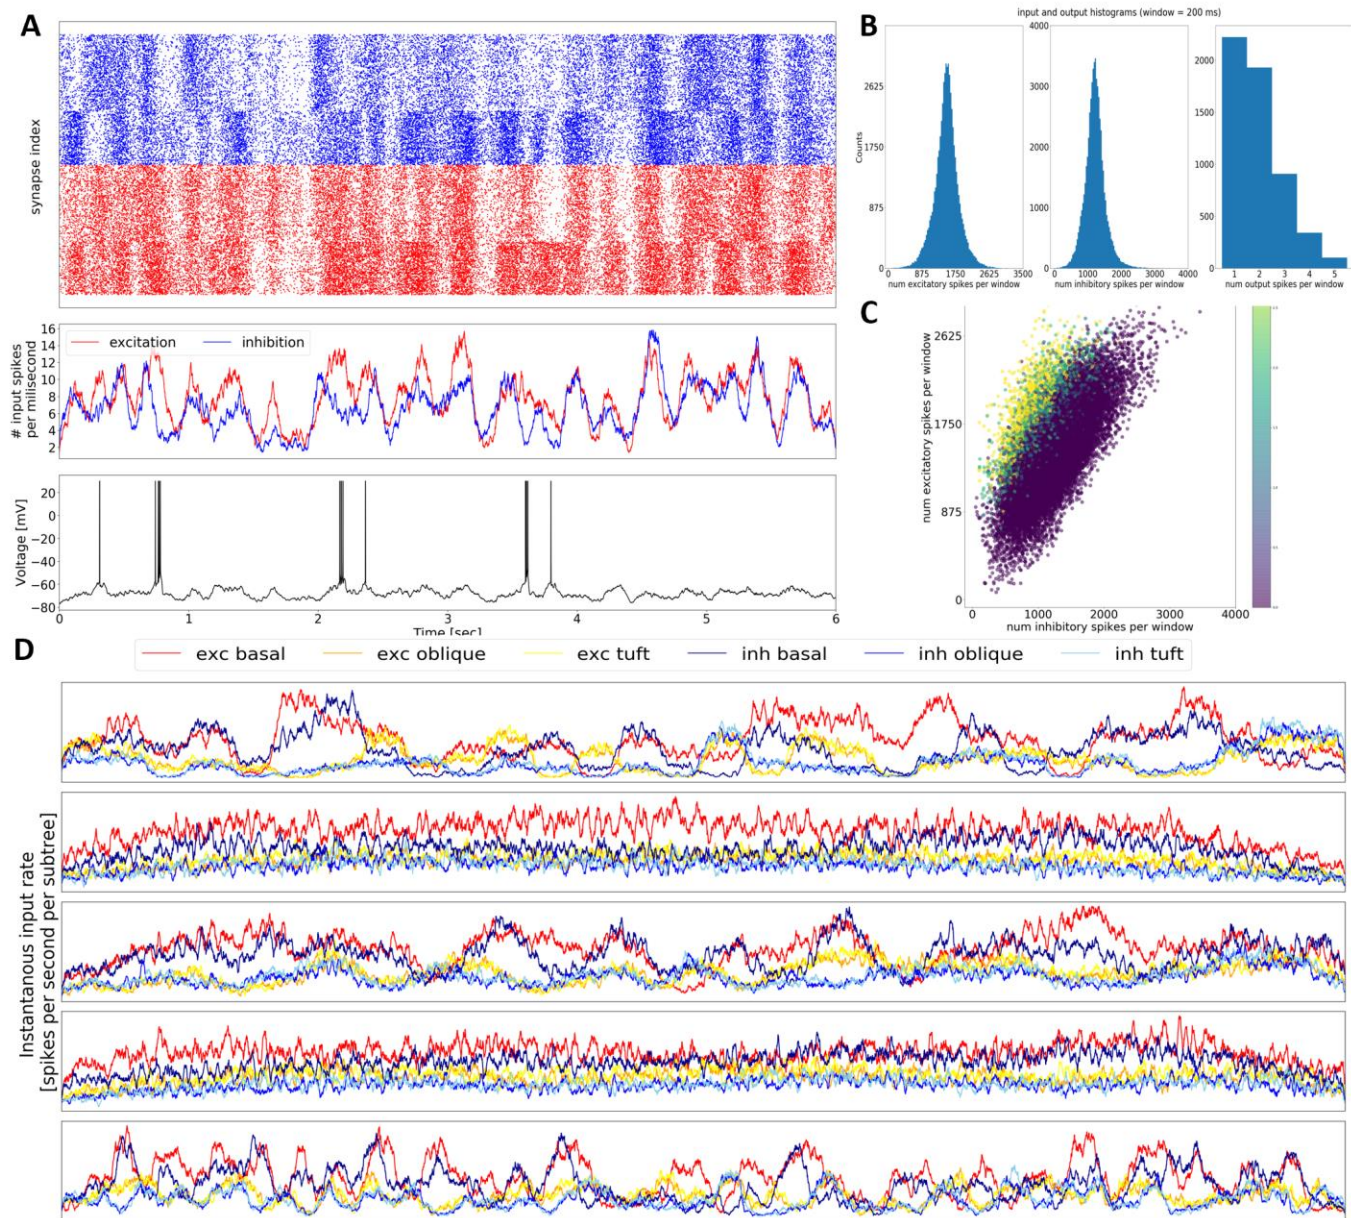 A
synapse index
16
14
12
10
8
6
4
2
# input spikes
per milisecond
excitation
inhibition
20
0
−20
−40
−60
−80
Voltage [mV]
0 1 2 3 4 5 6
Time [sec]
B
input and output histograms (window = 200 ms)
Counts
2625
1750
875
0
0 875 1750 2625 3500
num excitatory spikes per window
4000
3000
2000
1000
0
0 1000 2000 3000 4000
num inhibitory spikes per window
2000
1500
1000
500
0
1 2 3 4 5
num output spikes per window
C
num excitatory spikes per window
2625
1750
875
0
0 1000 2000 3000 4000
num inhibitory spikes per window
D
exc basal exc oblique exc tuft inh basal inh oblique inh tuft
Instantanous input rate
[spikes per second per subtree]